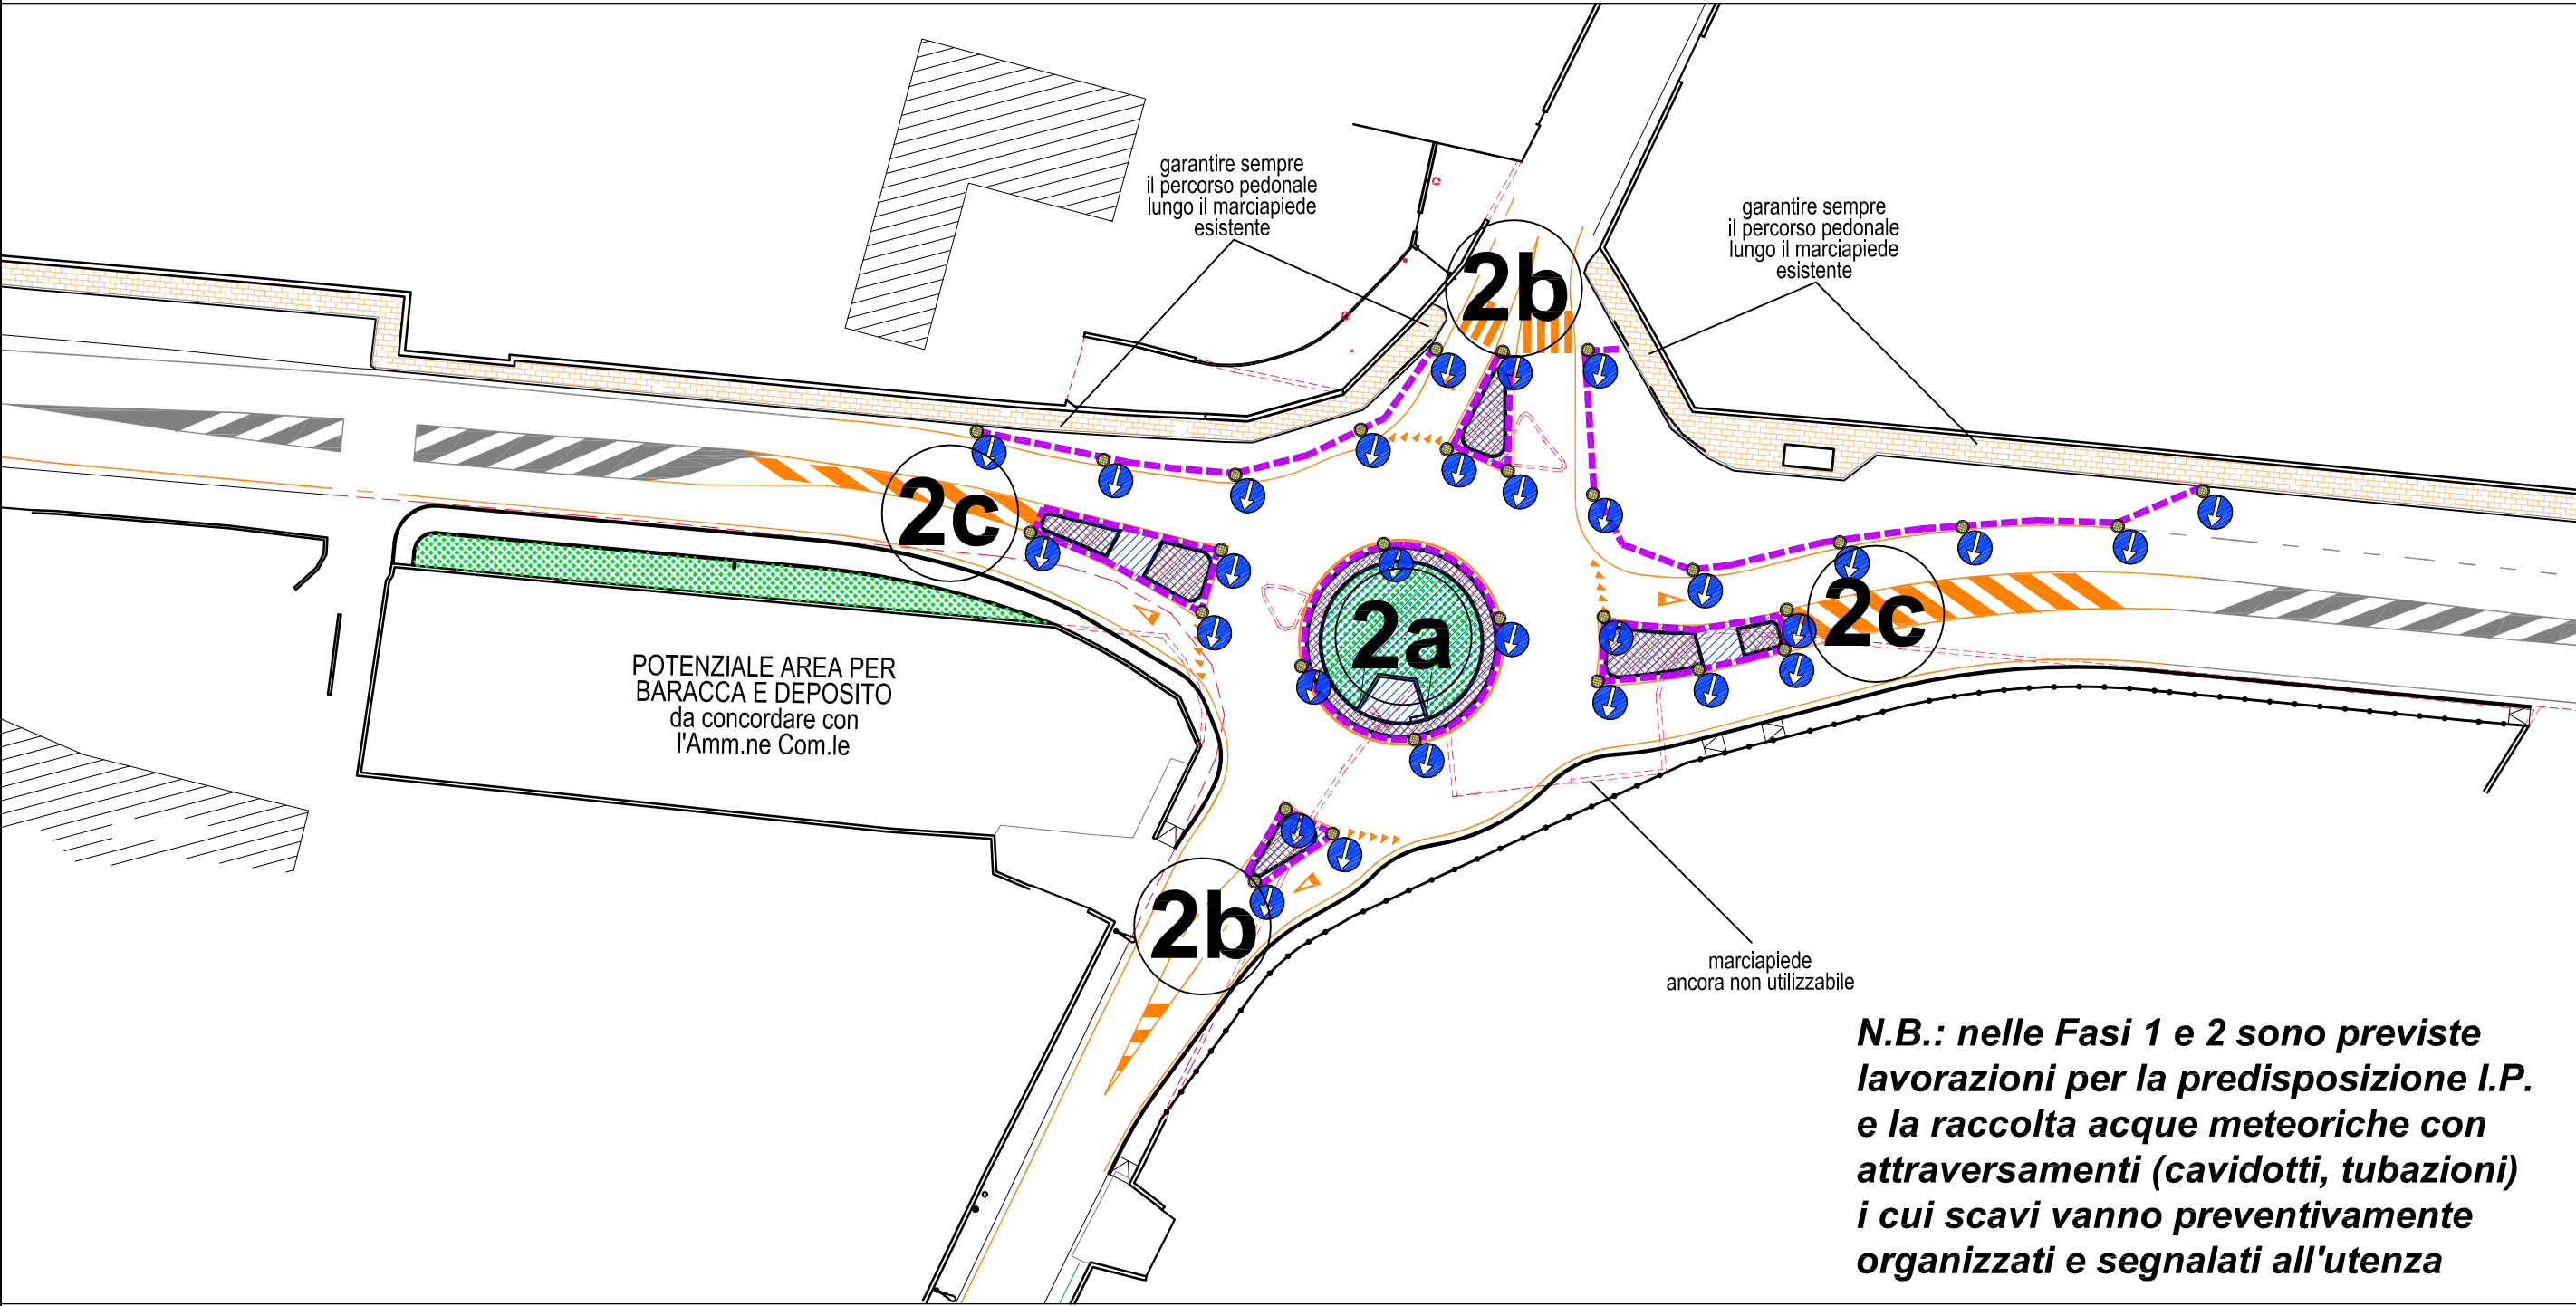 garantire sempre
il percorso pedonale
lungo il marciapiede
esistente
garantire sempre
il percorso pedonale
lungo il marciapiede
esistente
2b
2c
2a
2c
POTENZIALE AREA PER
BARACCA E DEPOSITO
da concordare con
l'Amm.ne Com.le
2b
marciapiede
ancora non utilizzabile
N.B.: nelle Fasi 1 e 2 sono previste
lavorazioni per la predisposizione I.P.
e la raccolta acque meteoriche con
attraversamenti (cavidotti, tubazioni)
i cui scavi vanno preventivamente
organizzati e segnalati all'utenza